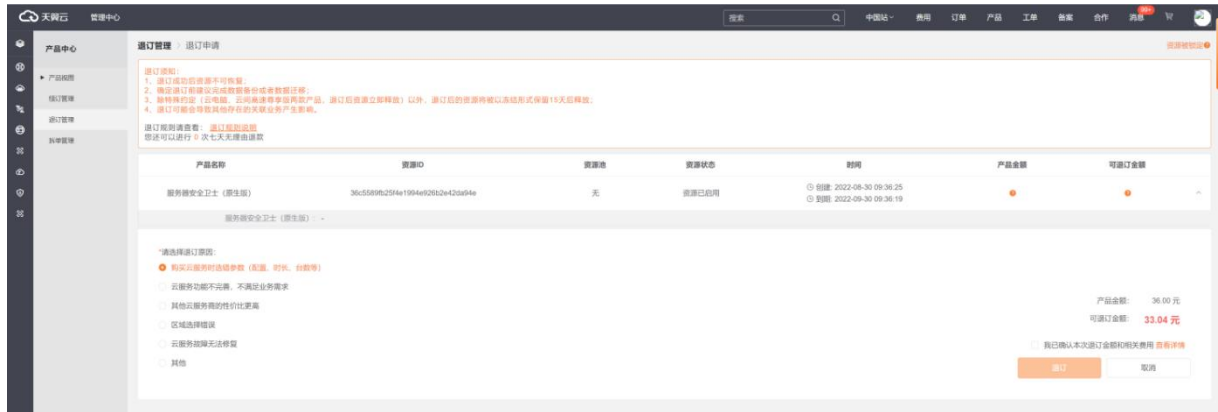 天翼云 管理中心 搜索 中国站 费用 订单 产品 工单 备案 合作 消息 99+
产品中心
退订管理 > 退订申请
资源被锁定
产品视图
续订管理
退订管理
拆单管理
退订须知:
1、退订成功后资源不可恢复;
2、确定退订前建议完成数据备份或者数据迁移;
3、除特殊约定(云电脑、云间高速尊享版两款产品,退订后资源立即释放)以外,退订后的资源将被以冻结形式保留15天后释放;
4、退订可能会导致其他存在的关联业务产生影响。
退订规则请查看: 退订规则说明
您还可以进行 0 次七天无理由退款
产品名称 资源ID 资源池 资源状态 时间 产品金额 可退订金额
服务器安全卫士(原生版) 36c5589fb25f4e1994e926b2e42da94e 无 资源已启用
创建: 2022-08-30 09:36:25
到期: 2022-09-30 09:36:19
服务器安全卫士(原生版): -
*请选择退订原因:
购买云服务时选错参数(配置、时长、台数等)
云服务功能不完善,不满足业务需求
其他云服务商的性价比更高
区域选择错误
云服务故障无法修复
其他
产品金额: 36.00 元
可退订金额: 33.04 元
我已确认本次退订金额和相关费用 查看详情
退订 取消